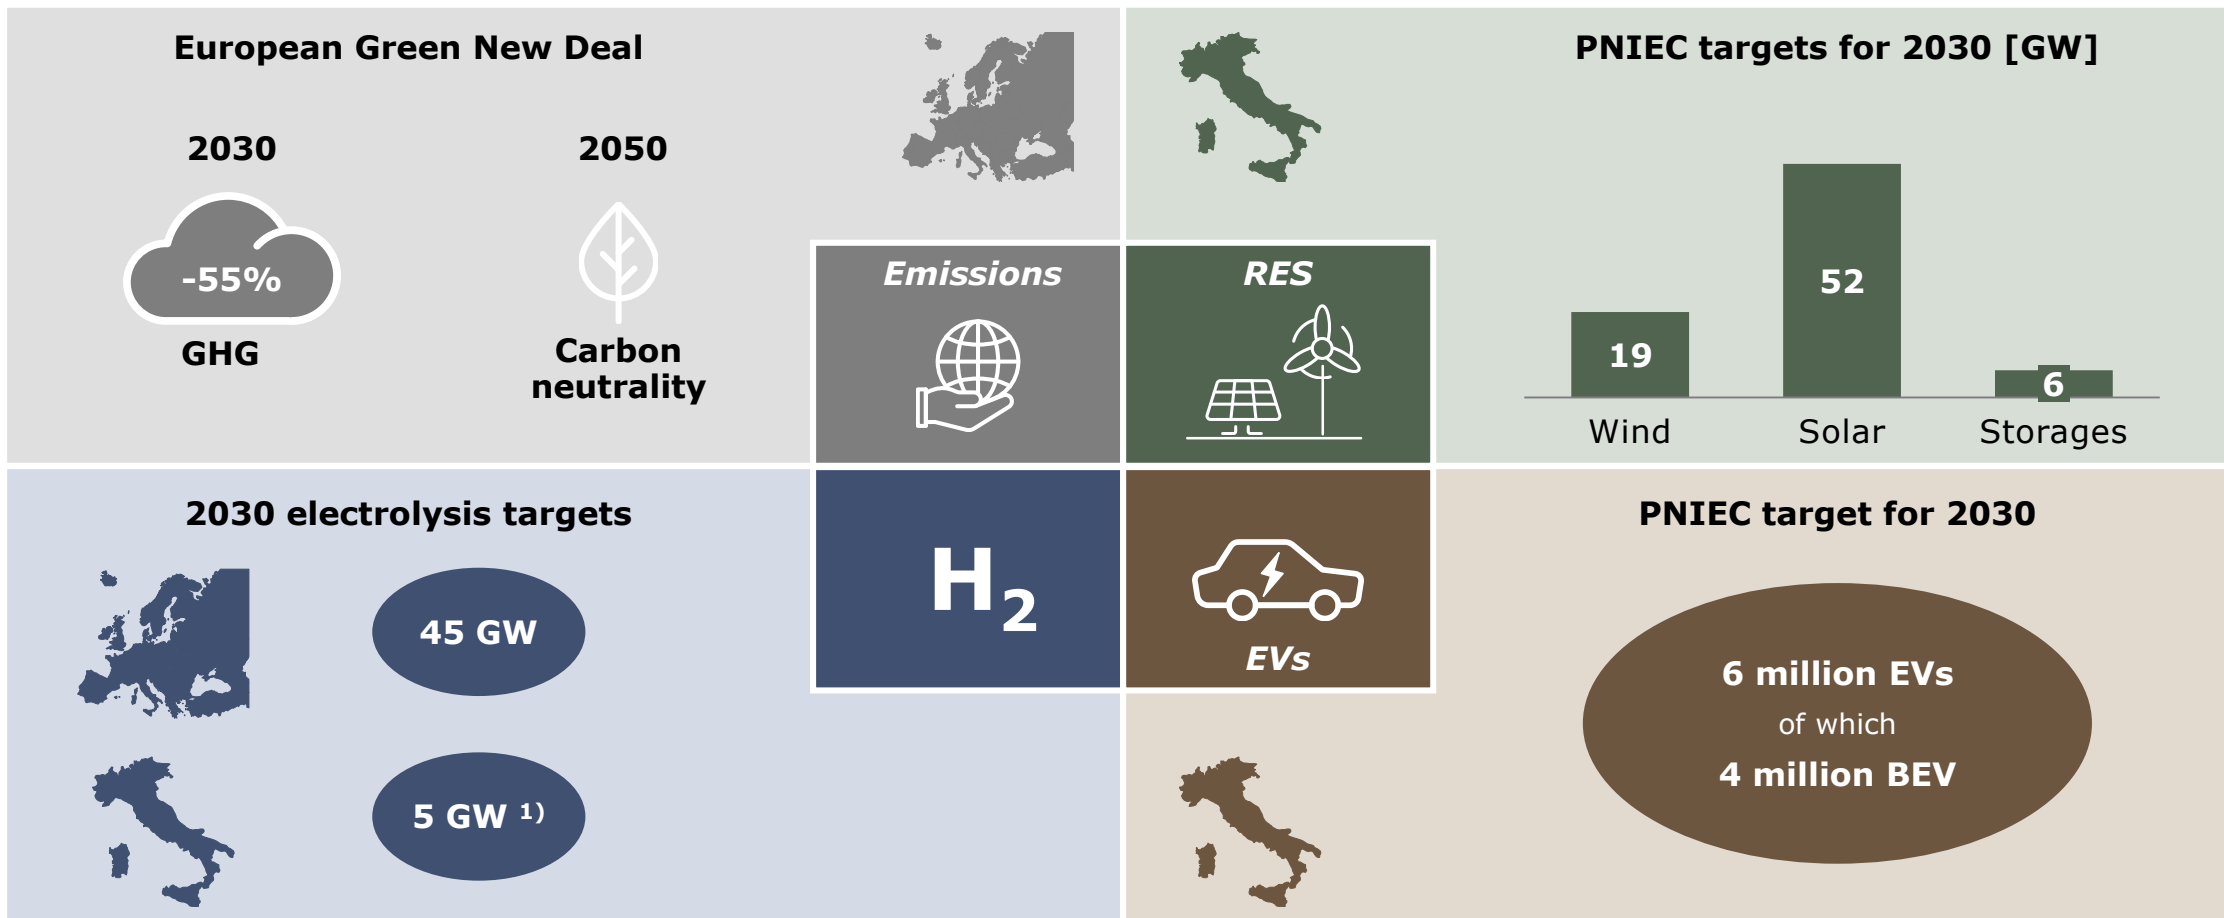 European Green New Deal
2030
2050
-55%
GHG
Carbon
neutrality
Emissions
PNIEC targets for 2030 [GW]
RES
19
52
6
Wind
Solar
Storages
2030 electrolysis targets
45 GW
5 GW 1)
H2
EVs
PNIEC target for 2030
6 million EVs
of which
4 million BEV